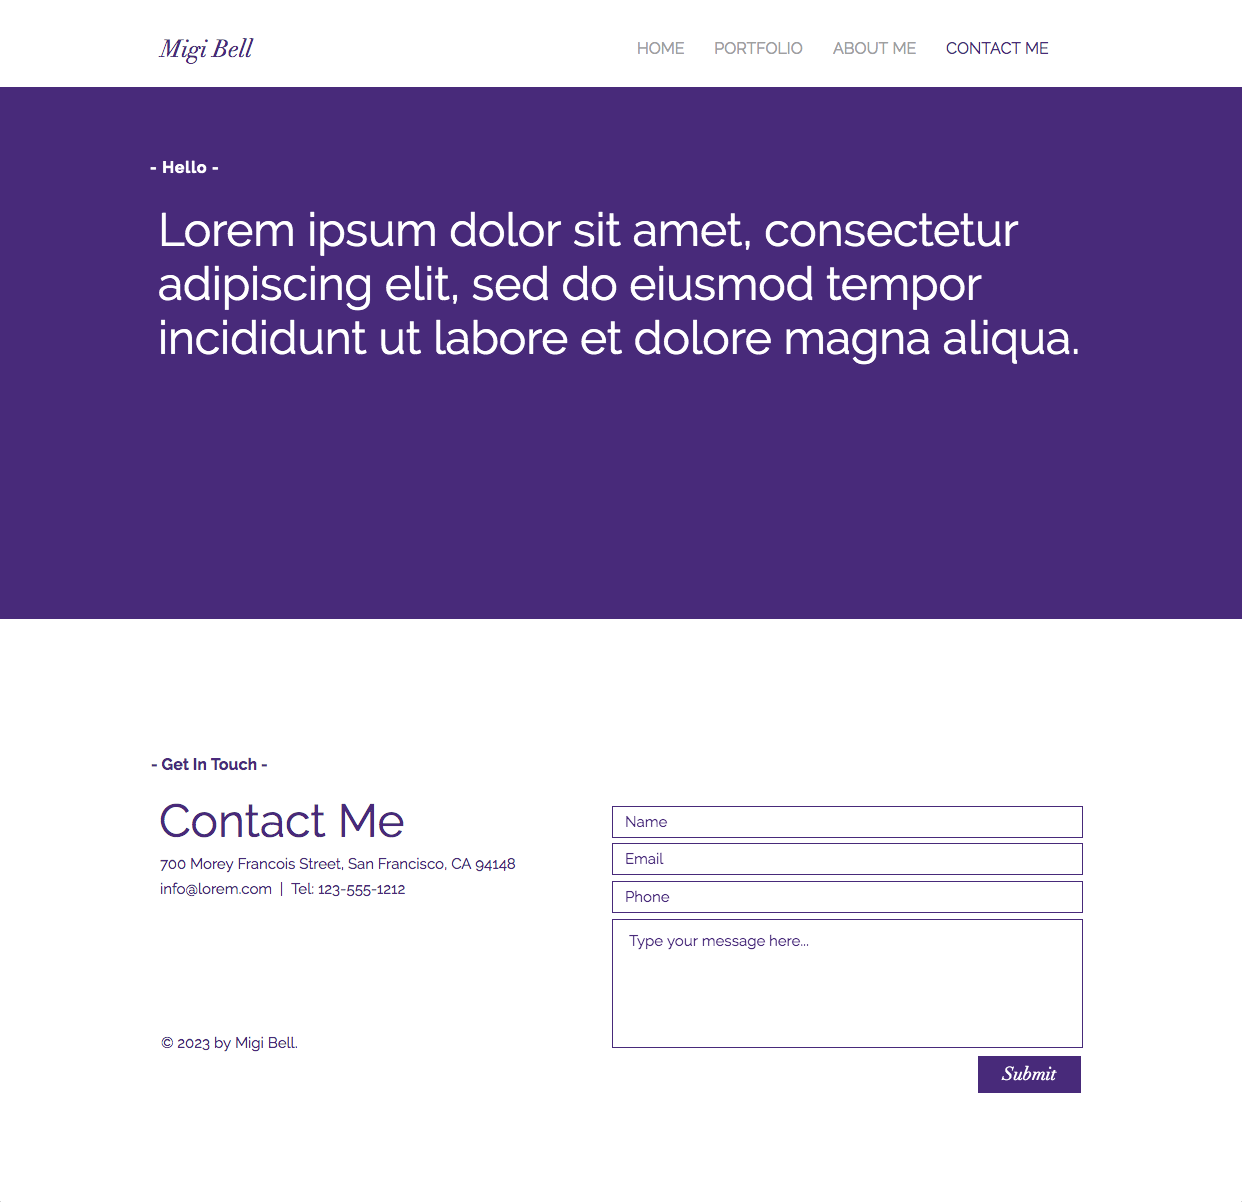 Migi Bell
HOME PORTFOLIO ABOUT ME CONTACT ME
- Hello -
Lorem ipsum dolor sit amet, consectetur
adipiscing elit, sed do eiusmod tempor
incididunt ut labore et dolore magna aliqua.
- Get In Touch -
Contact Me
700 Morey Francois Street, San Francisco, CA 94148
info@lorem.com | Tel: 123-555-1212
© 2023 by Migi Bell.
Name
Email
Phone
Type your message here...
Submit